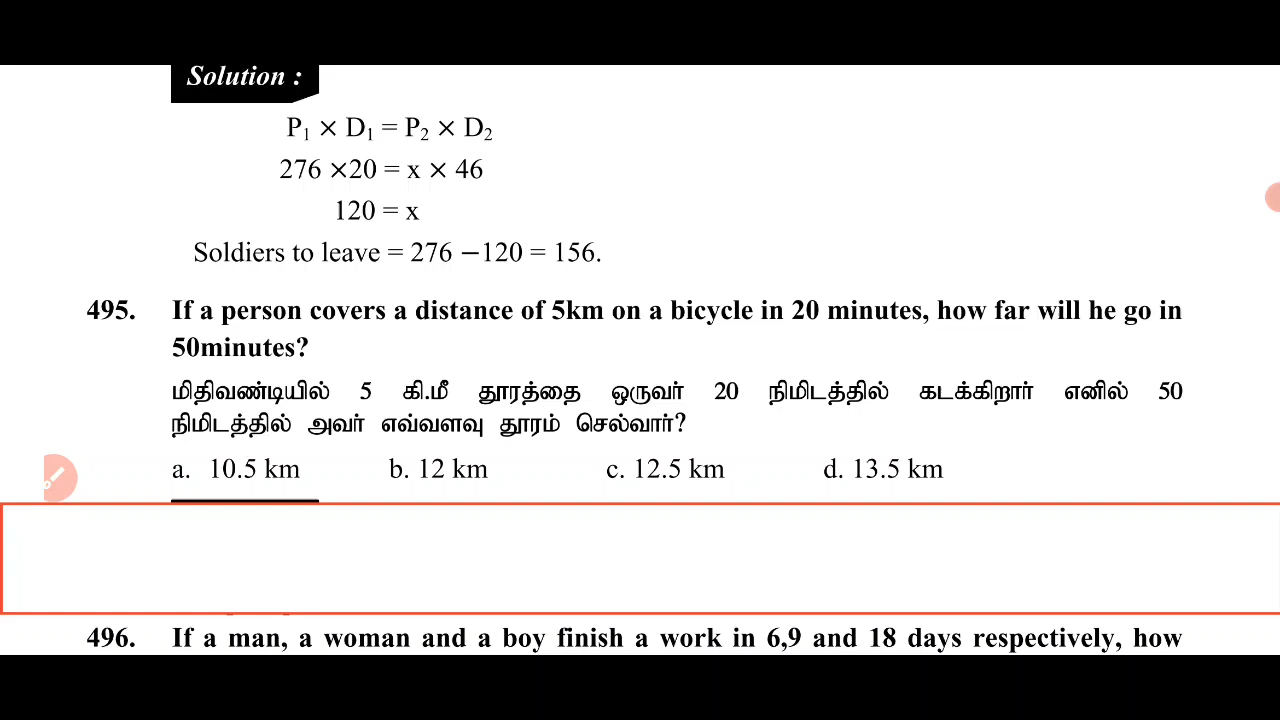 Solution :
P₁ × D₁ = P₂ × D₂
276 ×20 = x × 46
120 = x
Soldiers to leave = 276 −120 = 156.
495. If a person covers a distance of 5km on a bicycle in 20 minutes, how far will he go in
50minutes?
மிதிவண்டியில் 5 கி.மீ தூரத்தை ஒருவர் 20 நிமிடத்தில் கடக்கிறார் எனில் 50
நிமிடத்தில் அவர் எவ்வளவு தூரம் செல்வார்?
a. 10.5 km b. 12 km c. 12.5 km d. 13.5 km
496. If a man, a woman and a boy finish a work in 6,9 and 18 days respectively, how